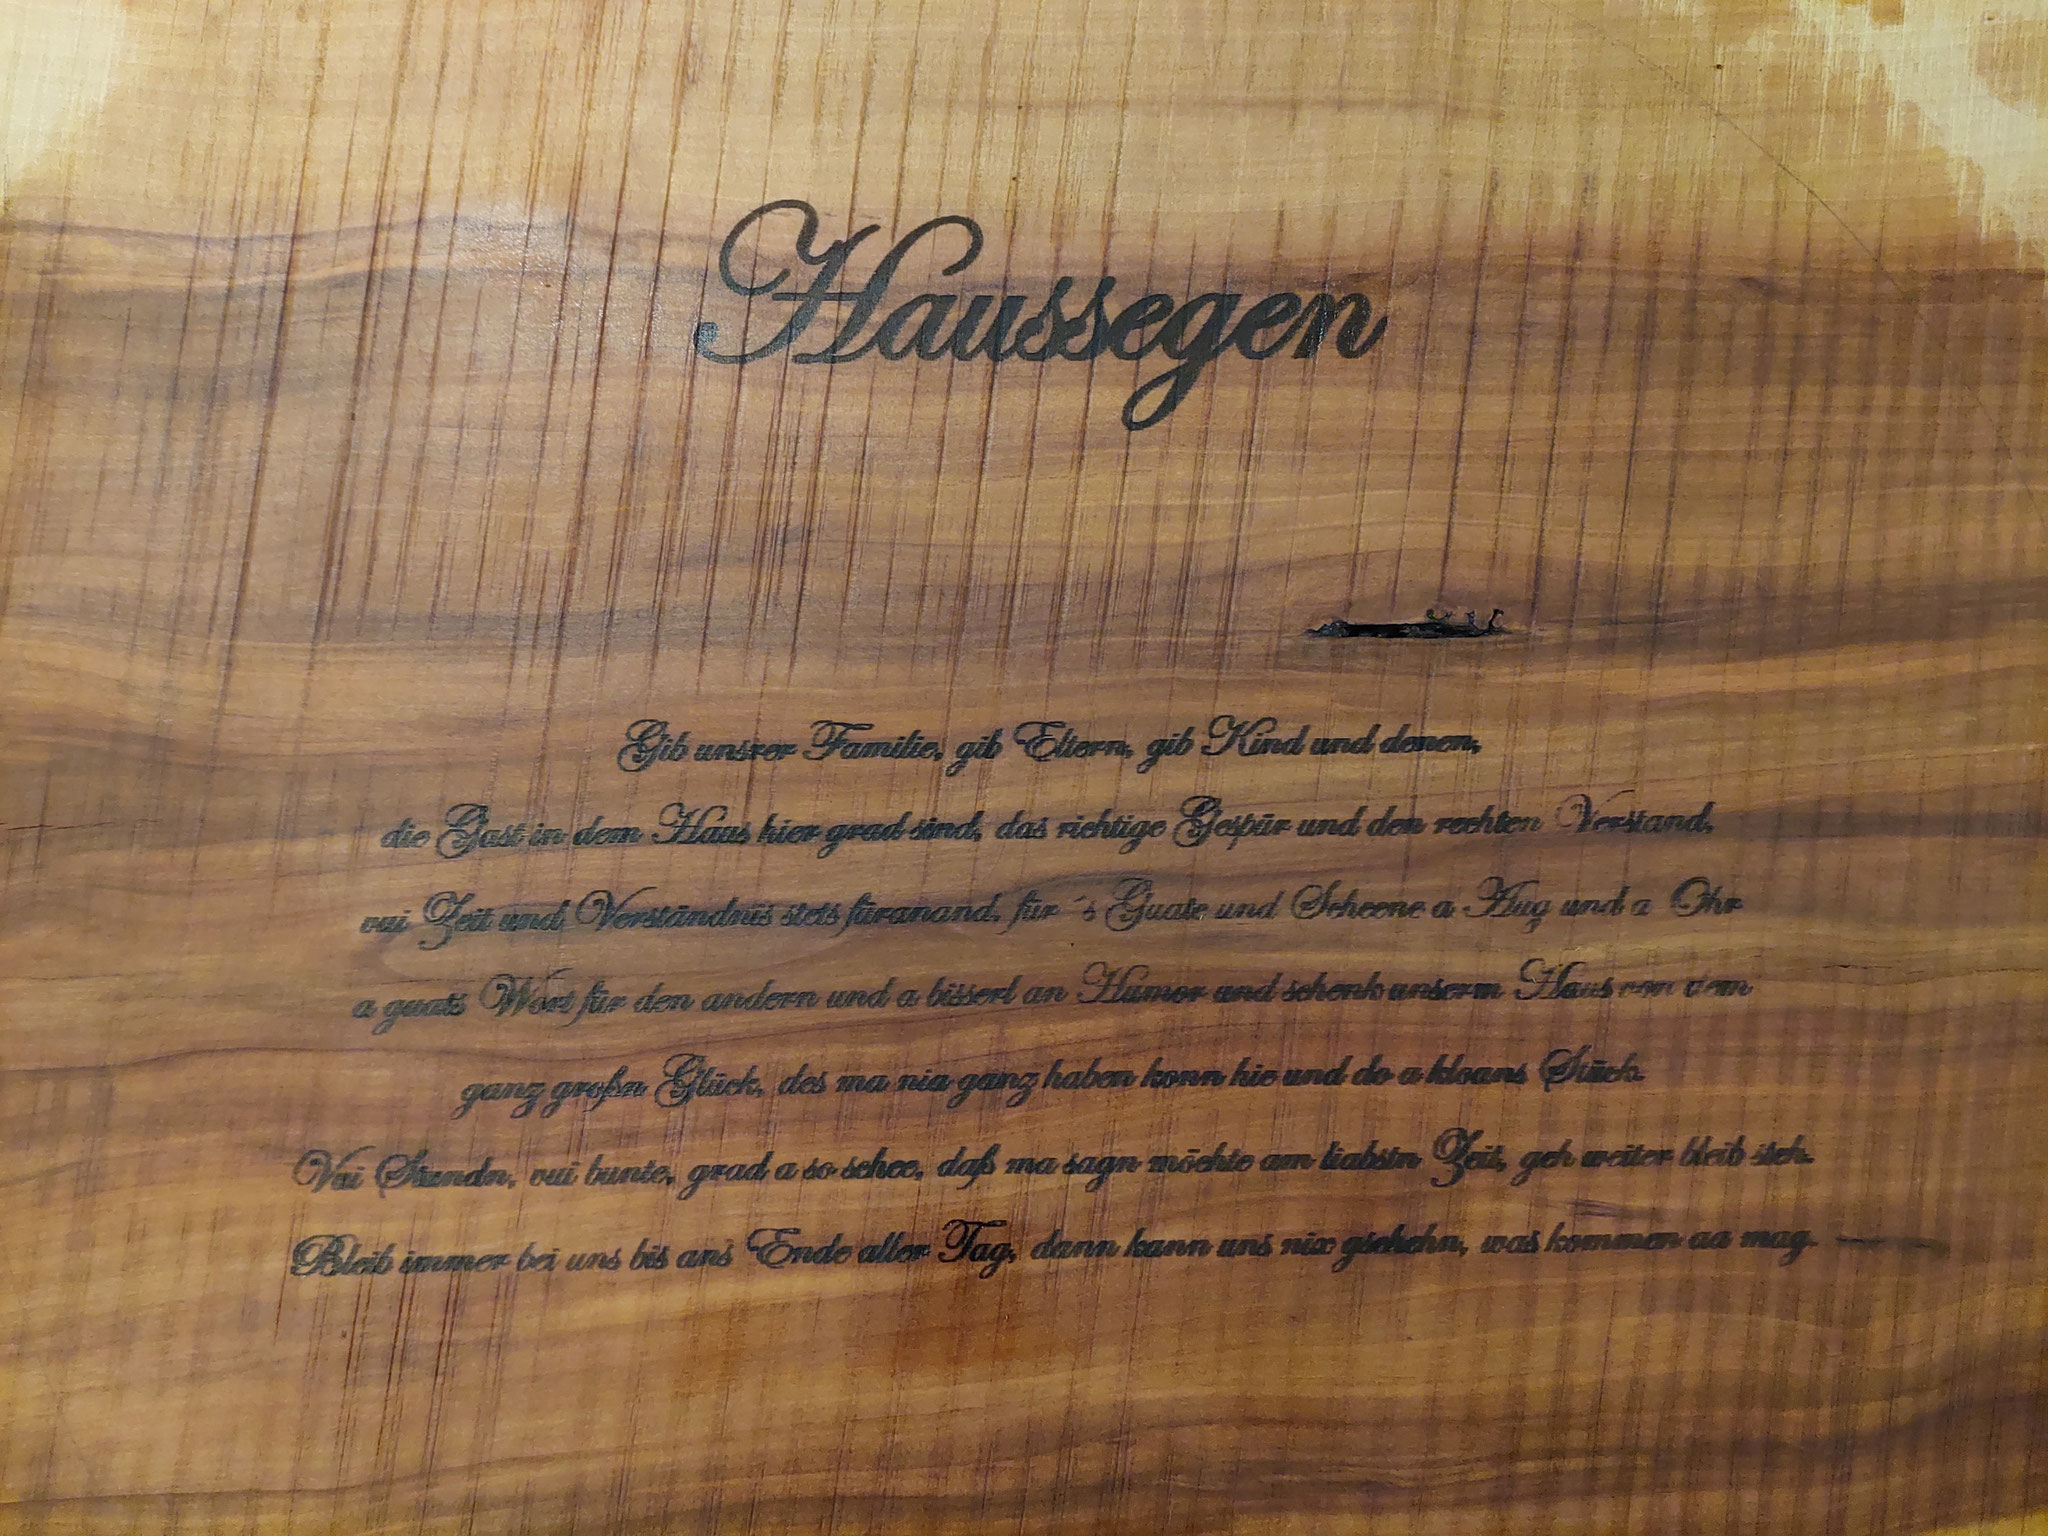 Haussegen
Gib unsrer Familie, gib Eltern, gib Kind und denen,
die Gast in dem Haus hier grad sind, das richtige Gespür und den rechten Verstand,
vui Zeit und Verständnis stets füranand, für ´s Guate und Scheene a Aug und a Ohr
a guats Wort für den andern und a bisserl an Humor und schenk unserm Haus von dem
ganz großn Glück, des ma nia ganz haben konn hie und do a kloans Stück.
Vui Stundn, vui bunte, grad a so schee, daß ma sagn möchte am liabstn Zeit, geh weiter bleib steh.
Bleib immer bei uns bis ans Ende aller Tag, dann kann uns nix gschehn, was kommen aa mag.